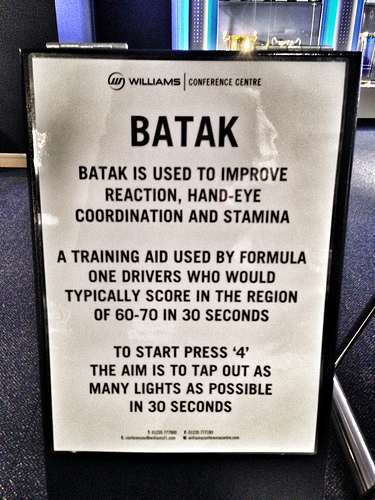 WILLIAMS | CONFERENCE CENTRE
BATAK
BATAK IS USED TO IMPROVE
REACTION, HAND-EYE
COORDINATION AND STAMINA
A TRAINING AID USED BY FORMULA
ONE DRIVERS WHO WOULD
TYPICALLY SCORE IN THE REGION
OF 60-70 IN 30 SECONDS
TO START PRESS '4'
THE AIM IS TO TAP OUT AS
MANY LIGHTS AS POSSIBLE
IN 30 SECONDS